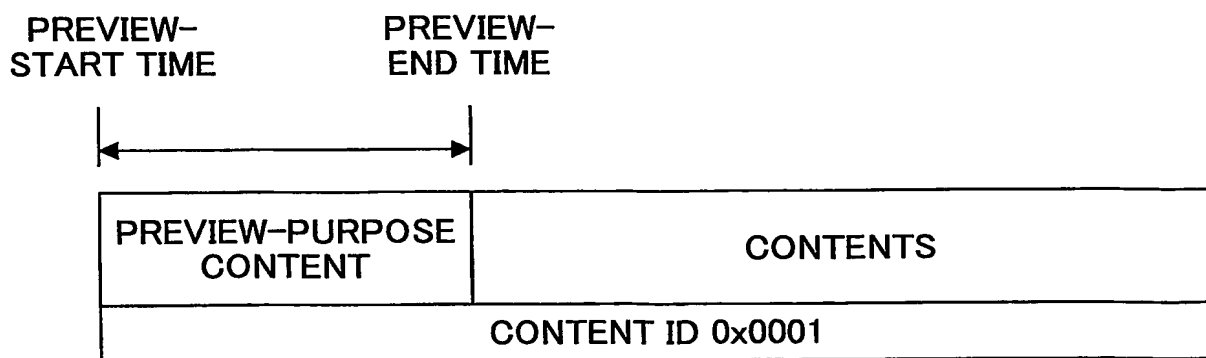 PREVIEW-
START TIME
PREVIEW-
END TIME
PREVIEW-PURPOSE
CONTENT
CONTENTS
CONTENT ID 0x0001